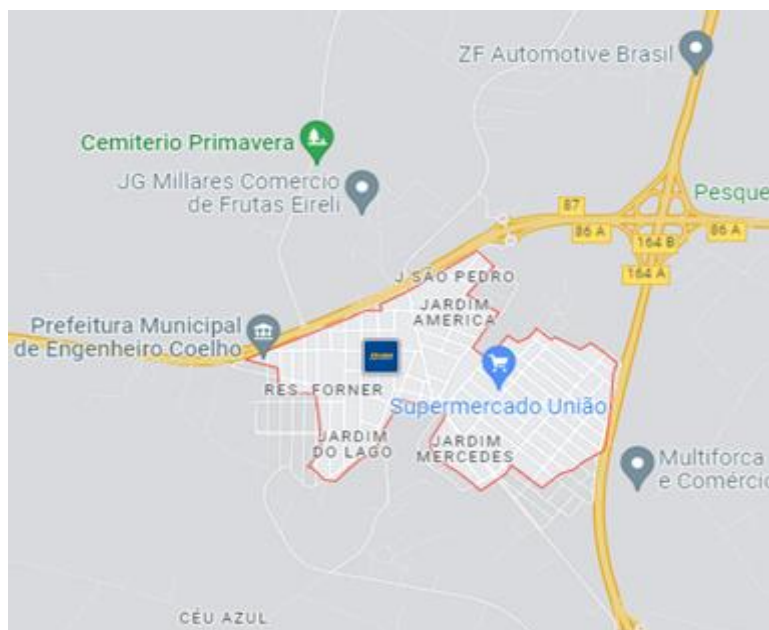 ZF Automotive Brasil
Cemiterio Primavera
JG Millares Comercio
de Frutas Eireli
Pesque
87
86 A
86 A
164 B
164 A
J SÃO PEDRO
JARDIM
AMERICA
Prefeitura Municipal
de Engenheiro Coelho
RES. FORNER
Supermercado União
JARDIM
DO LAGO
JARDIM
MERCEDES
Multiforca
e Comércio
CÉU AZUL